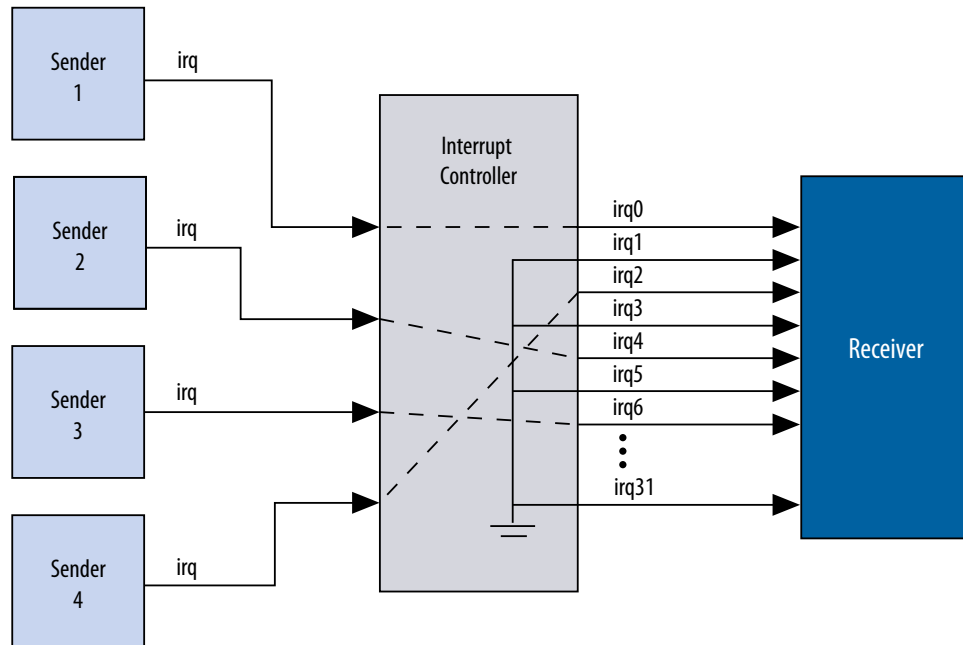 Sender
1
irq
Sender
2
irq
Sender
3
irq
Sender
4
irq
Interrupt
Controller
irq0
irq1
irq2
irq3
irq4
irq5
irq6
irq31
Receiver